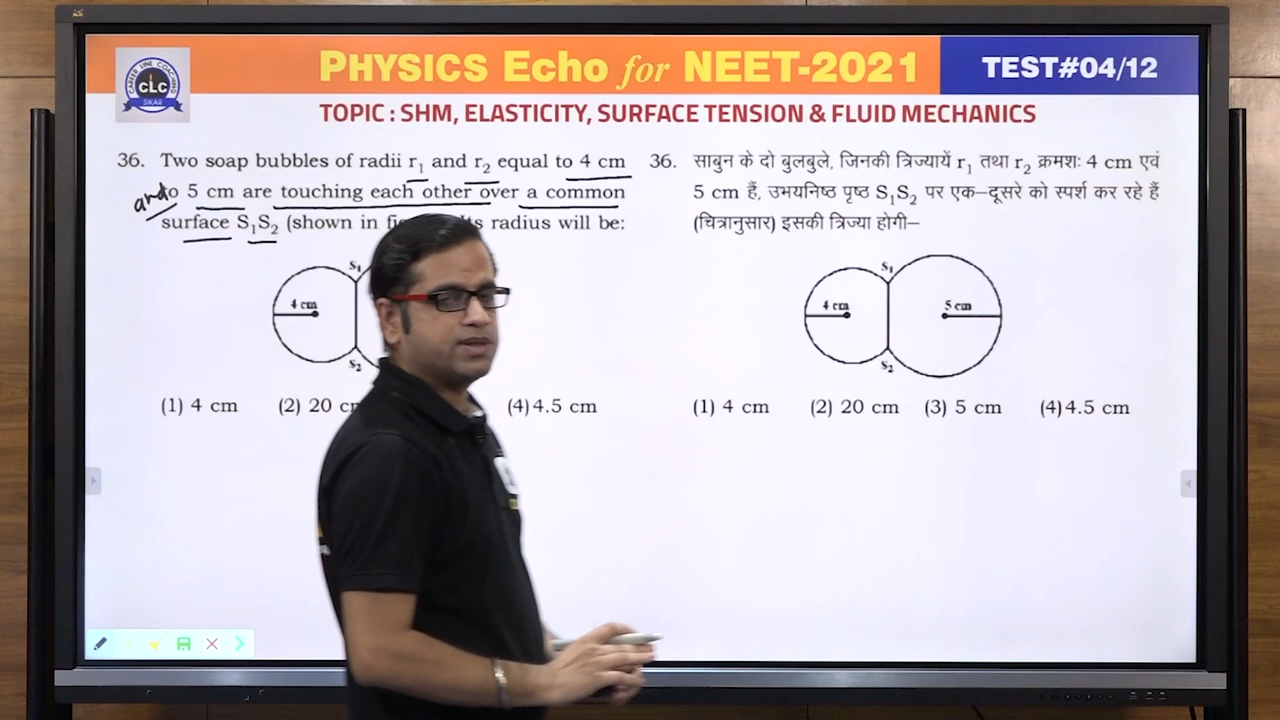 PHYSICS Echo for NEET-2021
TEST#04/12
CAREER LINE COACHING
CLC
SIKAR
TOPIC : SHM, ELASTICITY, SURFACE TENSION & FLUID MECHANICS
36. Two soap bubbles of radii r₁ and r₂ equal to 4 cm
and
to 5 cm are touching each other over a common
surface S₁S₂ (shown in radius will be:
S₁
4 cm
S₂
(1) 4 cm (2) 20 (4) 4.5 cm
36. साबुन के दो बुलबुले, जिनकी त्रिज्यायें r₁ तथा r₂ क्रमशः 4 cm एवं
5 cm हैं, उभयनिष्ठ पृष्ठ S₁S₂ पर एक–दूसरे को स्पर्श कर रहे हैं
(चित्रानुसार) इसकी त्रिज्या होगी–
S₁
4 cm 5 cm
S₂
(1) 4 cm (2) 20 cm (3) 5 cm (4) 4.5 cm